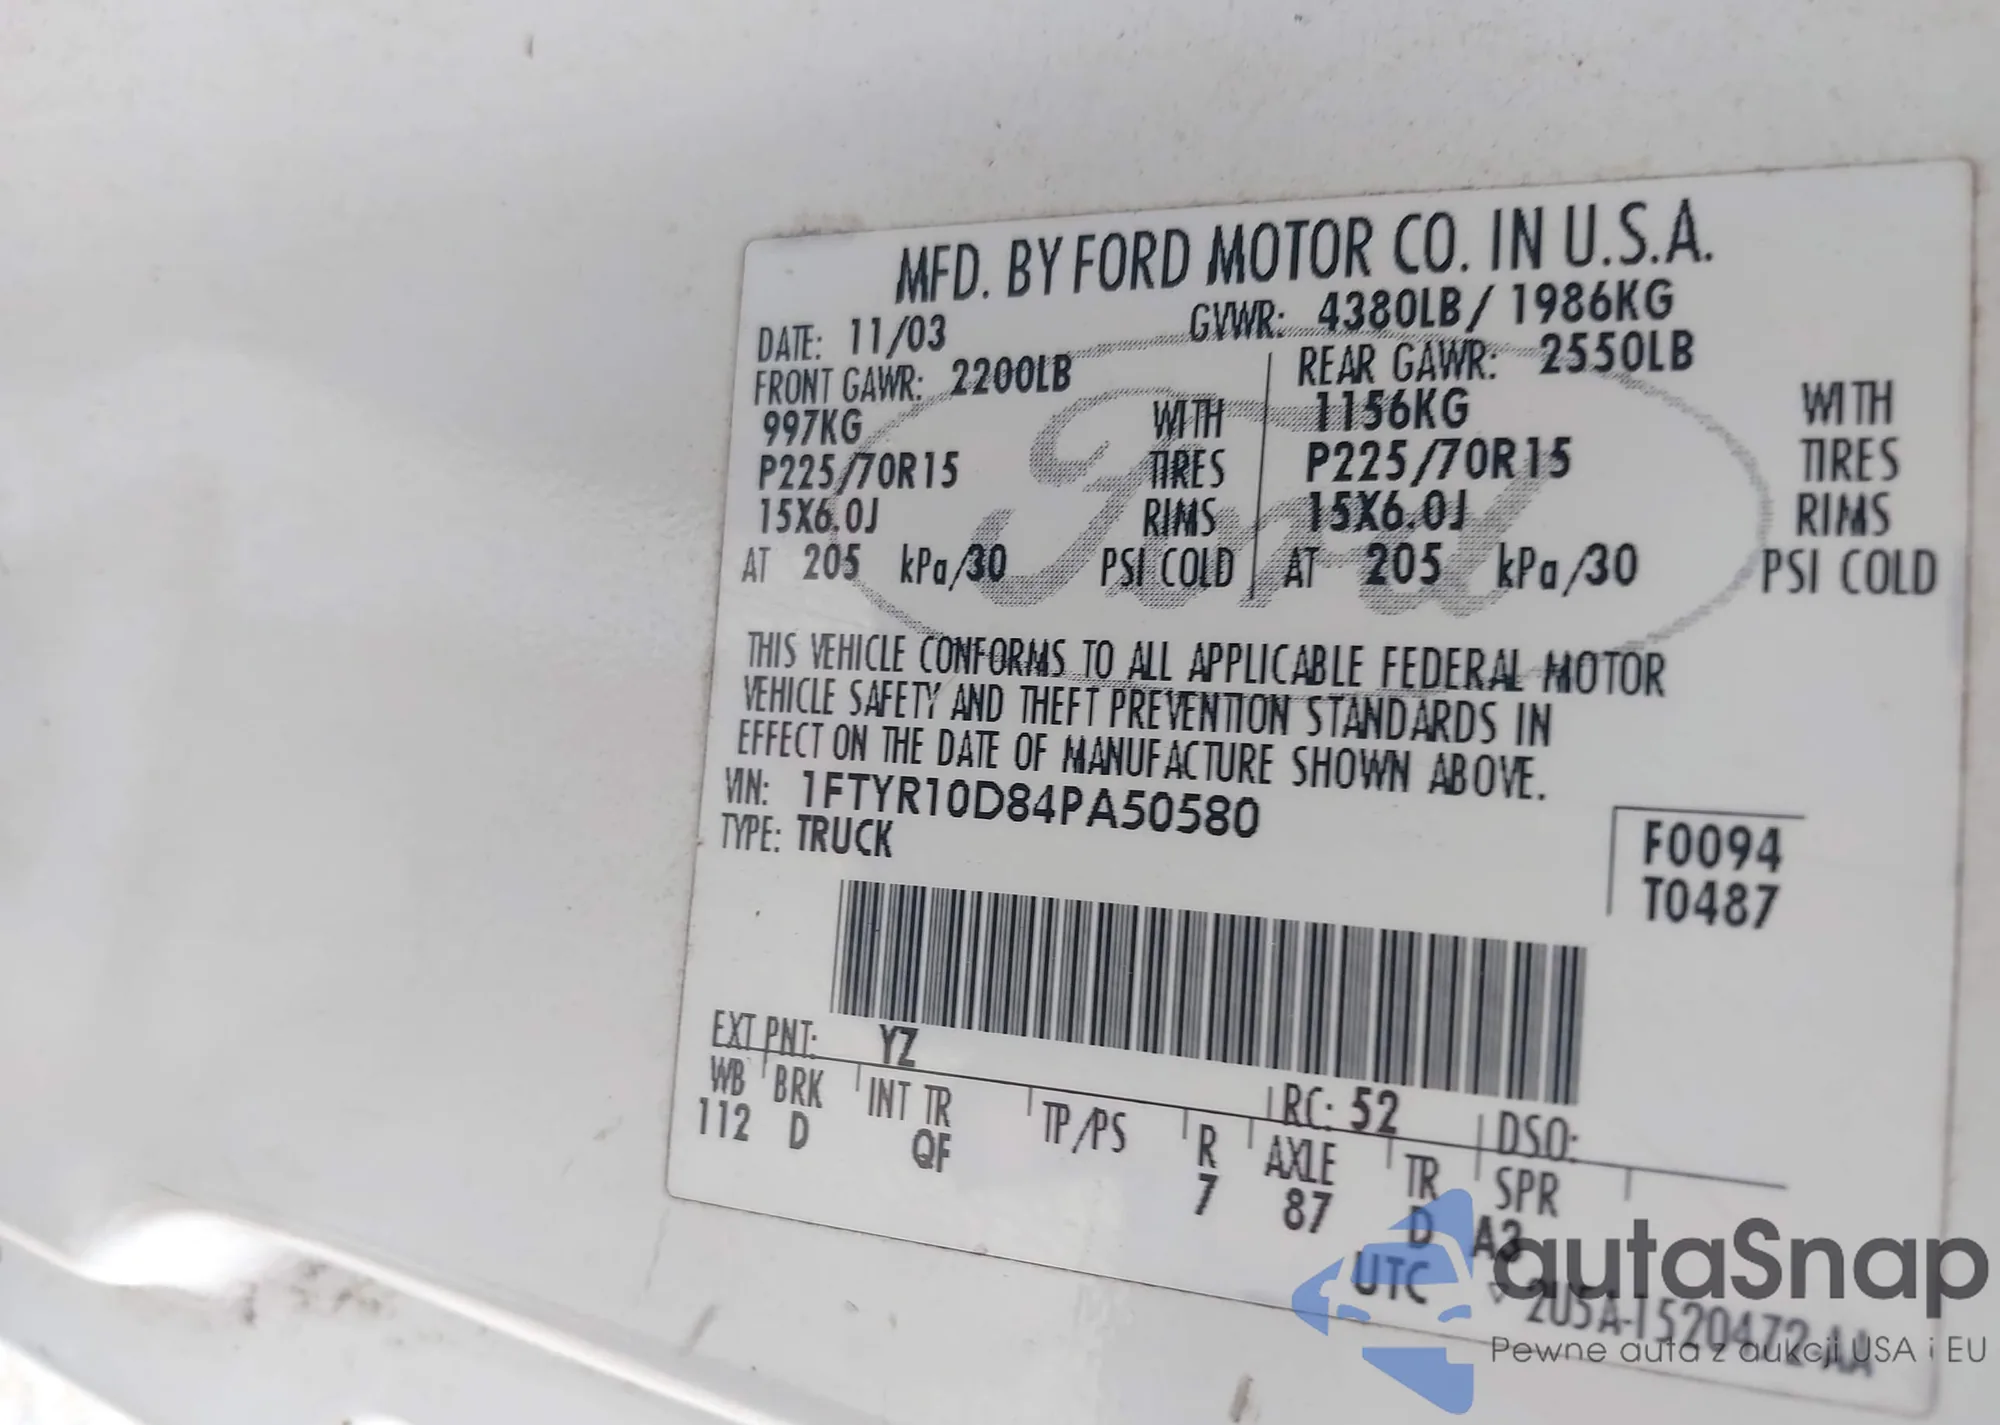 MFD. BY FORD MOTOR CO. IN U.S.A.
DATE: 11/03 GVWR: 4380LB/ 1986KG
FRONT GAWR: 2200LB REAR GAWR: 2550LB
997KG WITH 1156KG WITH
P225/70R15 TIRES P225/70R15 TIRES
15X6.0J RIMS 15X6.0J RIMS
AT 205 kPa/30 PSI COLD AT 205 kPa/30 PSI COLD
THIS VEHICLE CONFORMS TO ALL APPLICABLE FEDERAL MOTOR
VEHICLE SAFETY AND THEFT PREVENTION STANDARDS IN
EFFECT ON THE DATE OF MANUFACTURE SHOWN ABOVE.
VIN: 1FTYR10D84PA50580
TYPE: TRUCK
F0094
T0487
Ford
EXT PNT: YZ RC: 52 DSO:
WB BRK INT TR TP/PS R AXLE TR SPR
112 D QF 7 87 D A3
UTC
2U5A-1520472-AA
autaSnap
Pewne auta z aukcji USA i EU